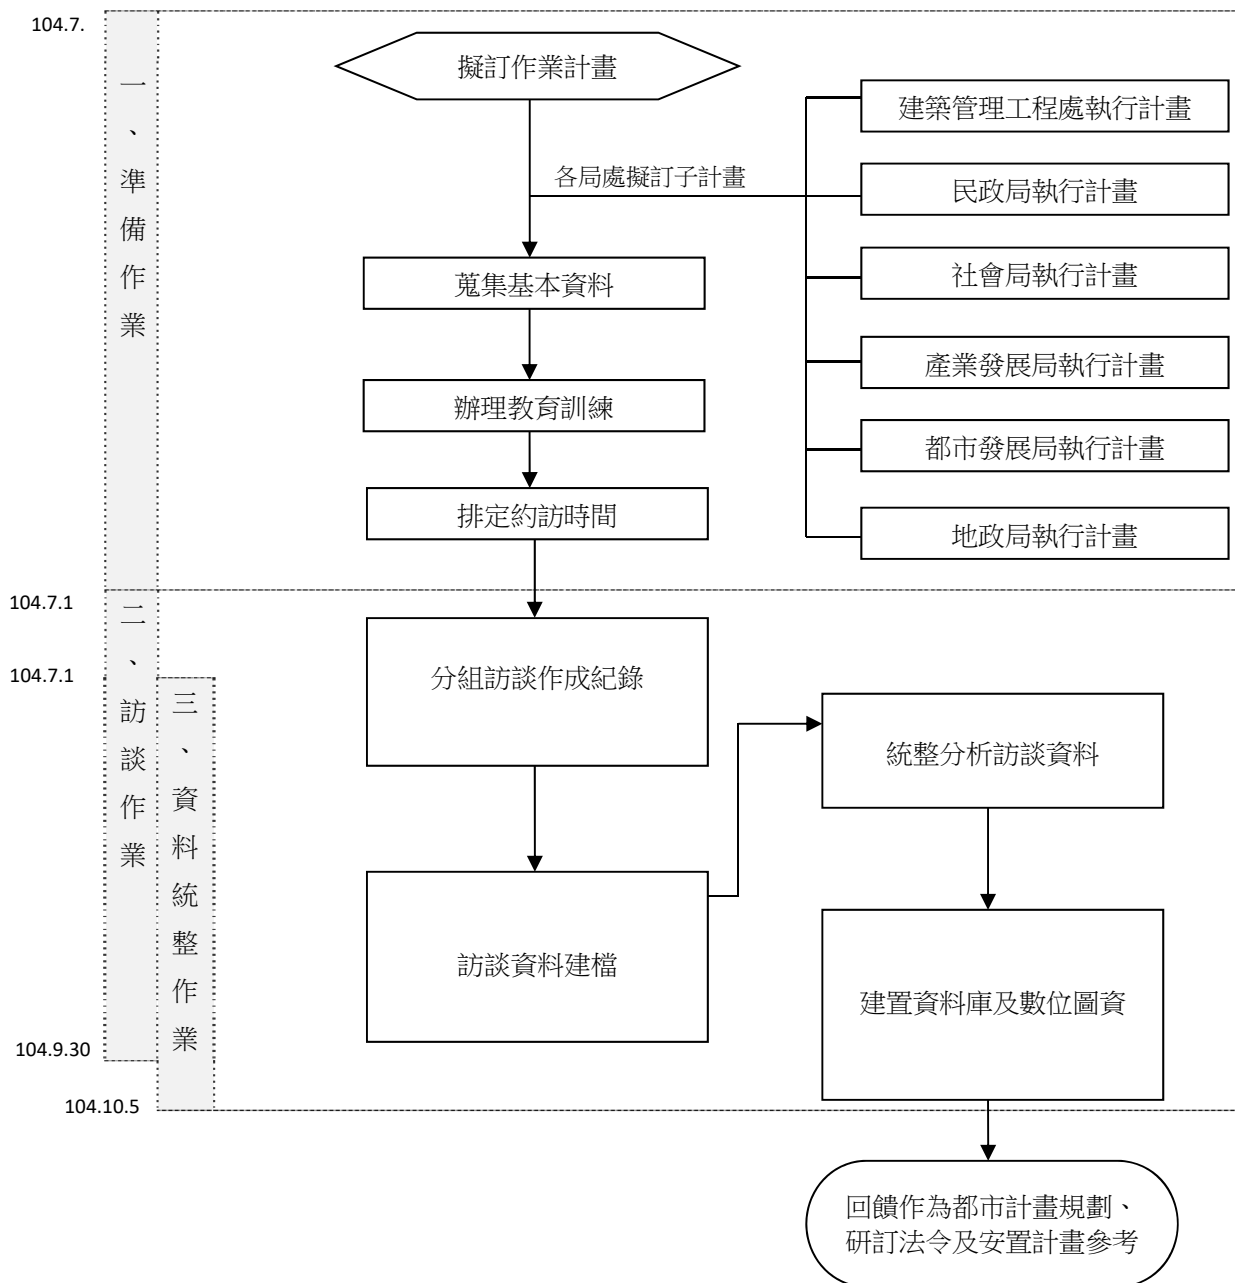 104.7.
一、準備作業
擬訂作業計畫
建築管理工程處執行計畫
各局處擬訂子計畫
民政局執行計畫
蒐集基本資料
社會局執行計畫
產業發展局執行計畫
辦理教育訓練
都市發展局執行計畫
排定約訪時間
地政局執行計畫
104.7.1
二、訪談作業
104.7.1
三、資料統整作業
分組訪談作成紀錄
統整分析訪談資料
訪談資料建檔
建置資料庫及數位圖資
104.9.30
104.10.5
回饋作為都市計畫規劃、
研訂法令及安置計畫參考